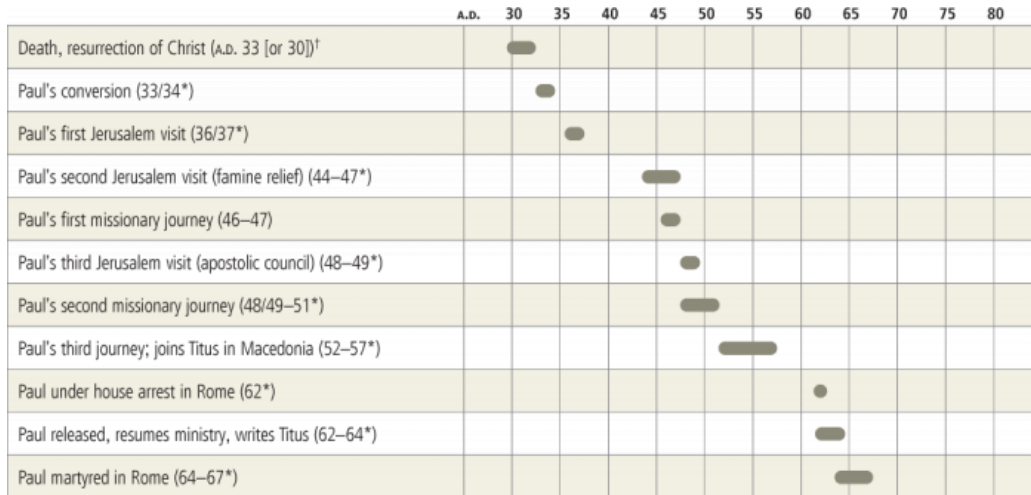 A.D. 30 35 40 45 50 55 60 65 70 75 80
Death, resurrection of Christ (A.D. 33 [or 30])†
Paul's conversion (33/34*)
Paul's first Jerusalem visit (36/37*)
Paul's second Jerusalem visit (famine relief) (44–47*)
Paul's first missionary journey (46–47)
Paul's third Jerusalem visit (apostolic council) (48–49*)
Paul's second missionary journey (48/49–51*)
Paul's third journey; joins Titus in Macedonia (52–57*)
Paul under house arrest in Rome (62*)
Paul released, resumes ministry, writes Titus (62–64*)
Paul martyred in Rome (64–67*)